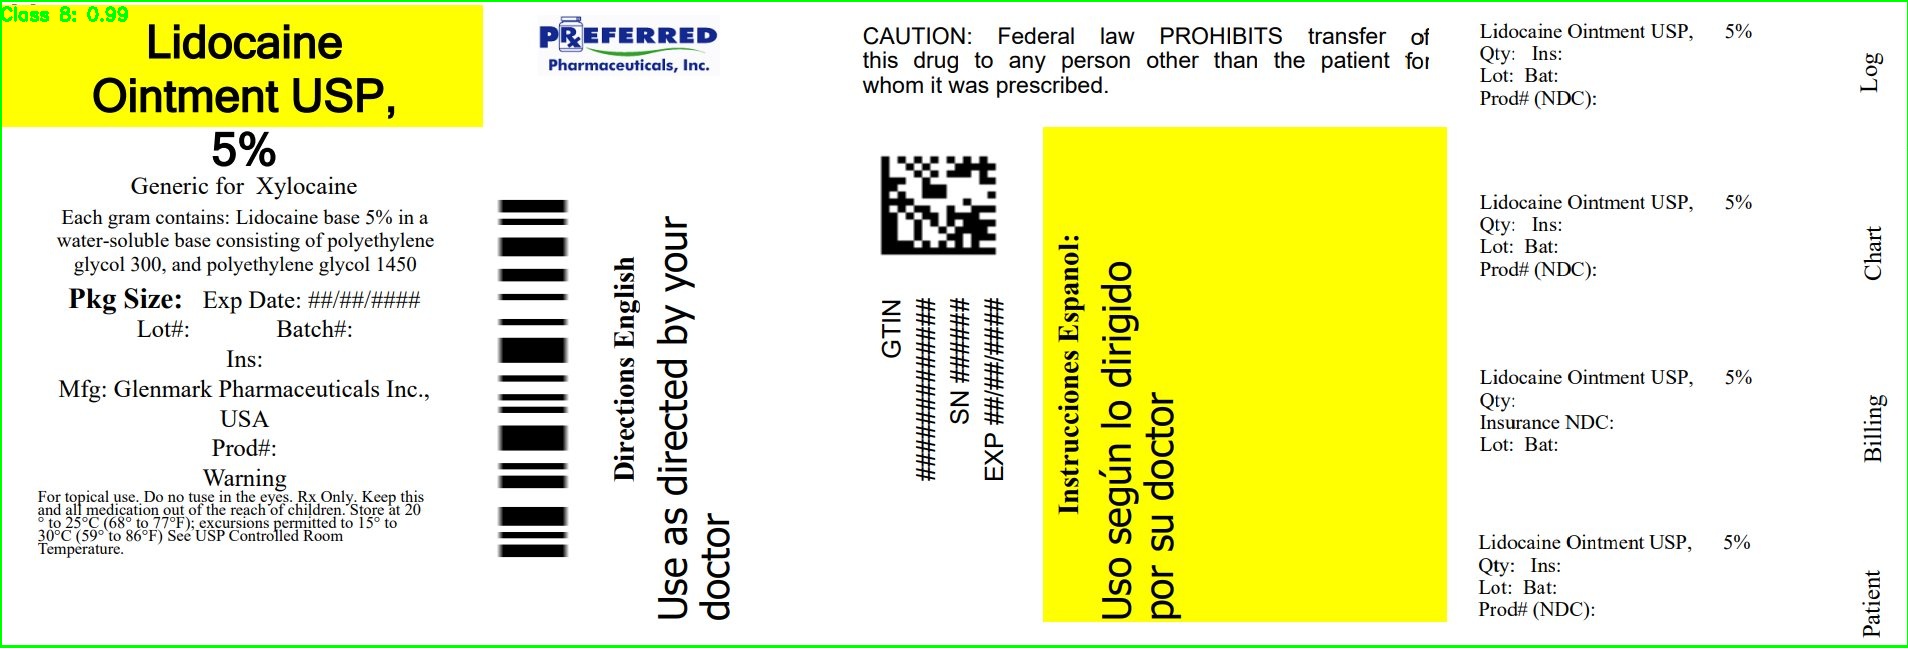 Class 8: 0.99
Lidocaine
Ointment USP,
5%
Generic for Xylocaine
Each gram contains: Lidocaine base 5% in a
water-soluble base consisting of polyethylene
glycol 300, and polyethylene glycol 1450
Pkg Size: Exp Date: ##/##/####
Lot#: Batch#:
Ins:
Mfg: Glenmark Pharmaceuticals Inc.,
USA
Prod#:
Warning
For topical use. Do no tuse in the eyes. Rx Only. Keep this
and all medication out of the reach of children. Store at 20
° to 25°C (68° to 77°F); excursions permitted to 15° to
30°C (59° to 86°F) See USP Controlled Room
Temperature.
PREFERRED
Pharmaceuticals, Inc.
Directions English
Use as directed by your
doctor
CAUTION: Federal law PROHIBITS transfer of
this drug to any person other than the patient for
whom it was prescribed.
GTIN
##############
SN ######
EXP ##/##/####
Instrucciones Espanol:
Uso según lo dirigido
por su doctor
Lidocaine Ointment USP, 5%
Qty: Ins:
Lot: Bat:
Prod# (NDC):
Log
Lidocaine Ointment USP, 5%
Qty: Ins:
Lot: Bat:
Prod# (NDC):
Chart
Lidocaine Ointment USP, 5%
Qty:
Insurance NDC:
Lot: Bat:
Billing
Lidocaine Ointment USP, 5%
Qty: Ins:
Lot: Bat:
Prod# (NDC):
Patient